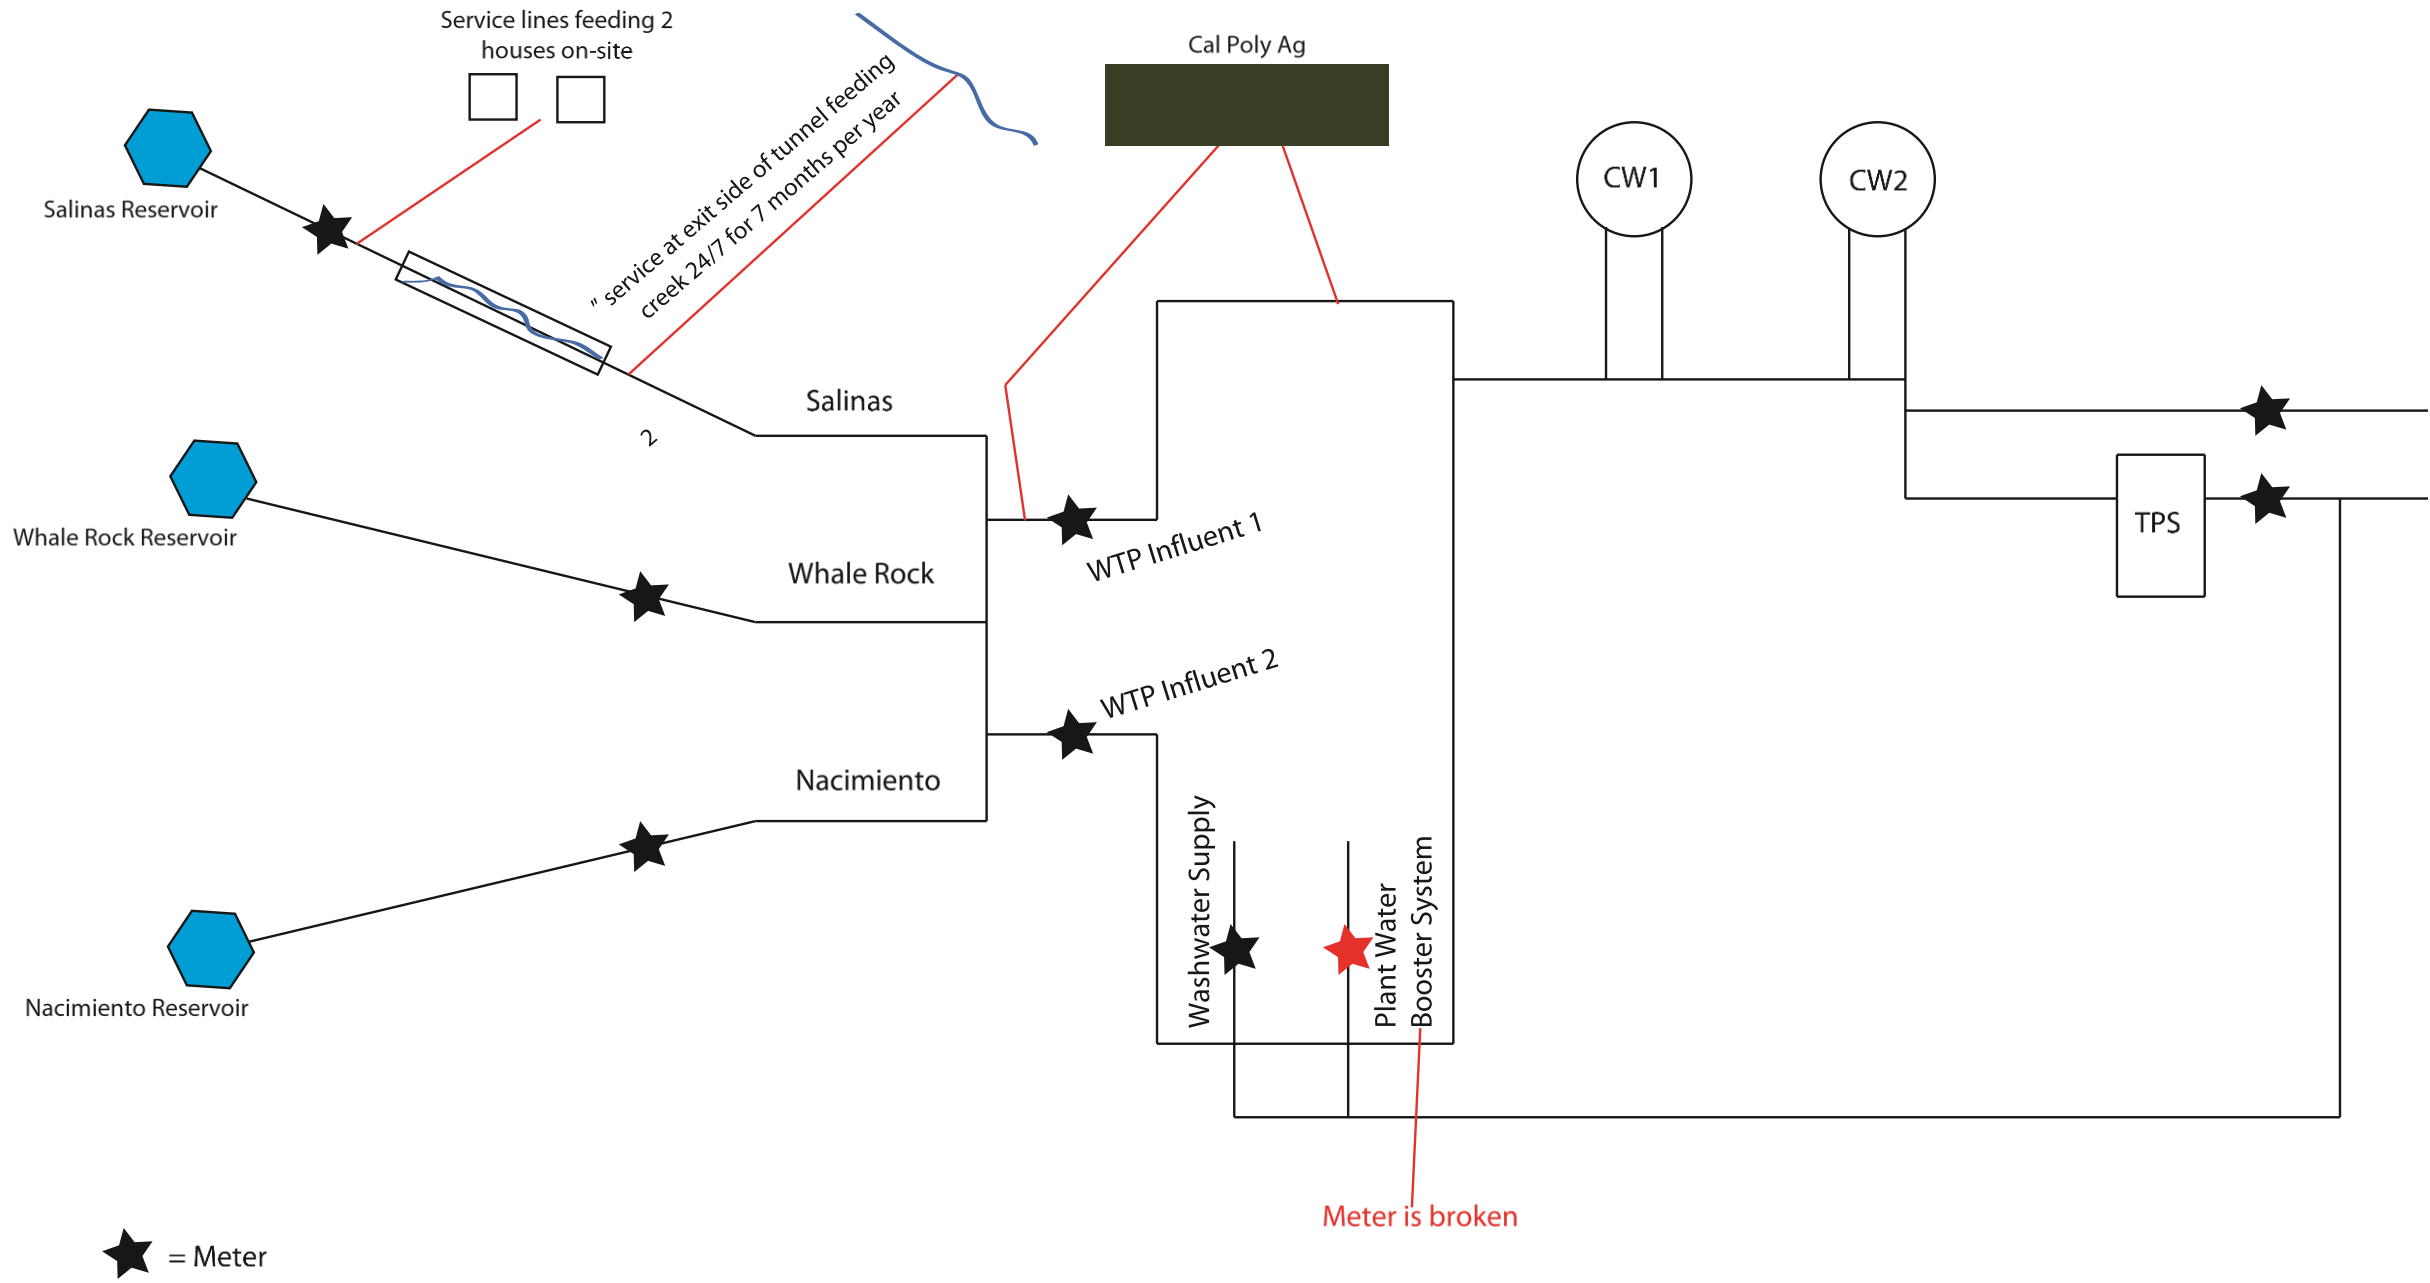 Service lines feeding 2
houses on-site
Cal Poly Ag
" service at exit side of tunnel feeding
creek 24/7 for 7 months per year
2
CW1
CW2
Salinas Reservoir
Salinas
Whale Rock Reservoir
WTP Influent 1
TPS
Whale Rock
WTP Influent 2
Nacimiento
Washwater Supply
Plant Water
Booster System
Nacimiento Reservoir
Meter is broken
= Meter